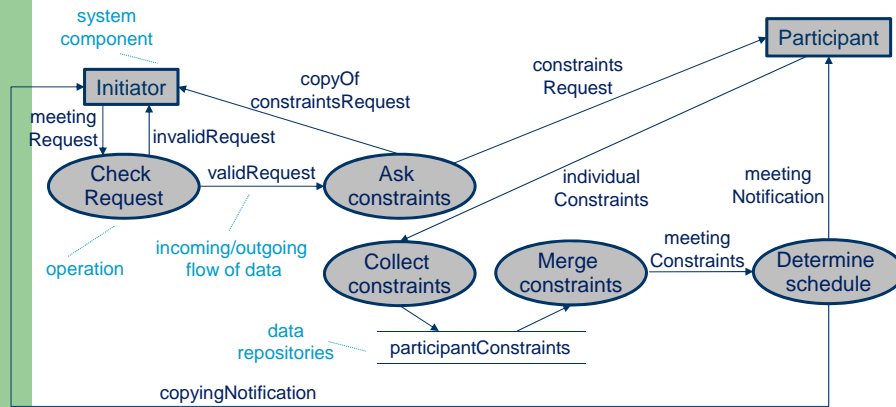 system
component
Participant
Initiator
copyOf
constraintsRequest
constraints
Request
meeting
Request
invalidRequest
Check
Request
validRequest
Ask
constraints
individual
Constraints
meeting
Notification
operation
incoming/outgoing
flow of data
Collect
constraints
Merge
constraints
meeting
Constraints
Determine
schedule
data
repositories
participantConstraints
copyingNotification